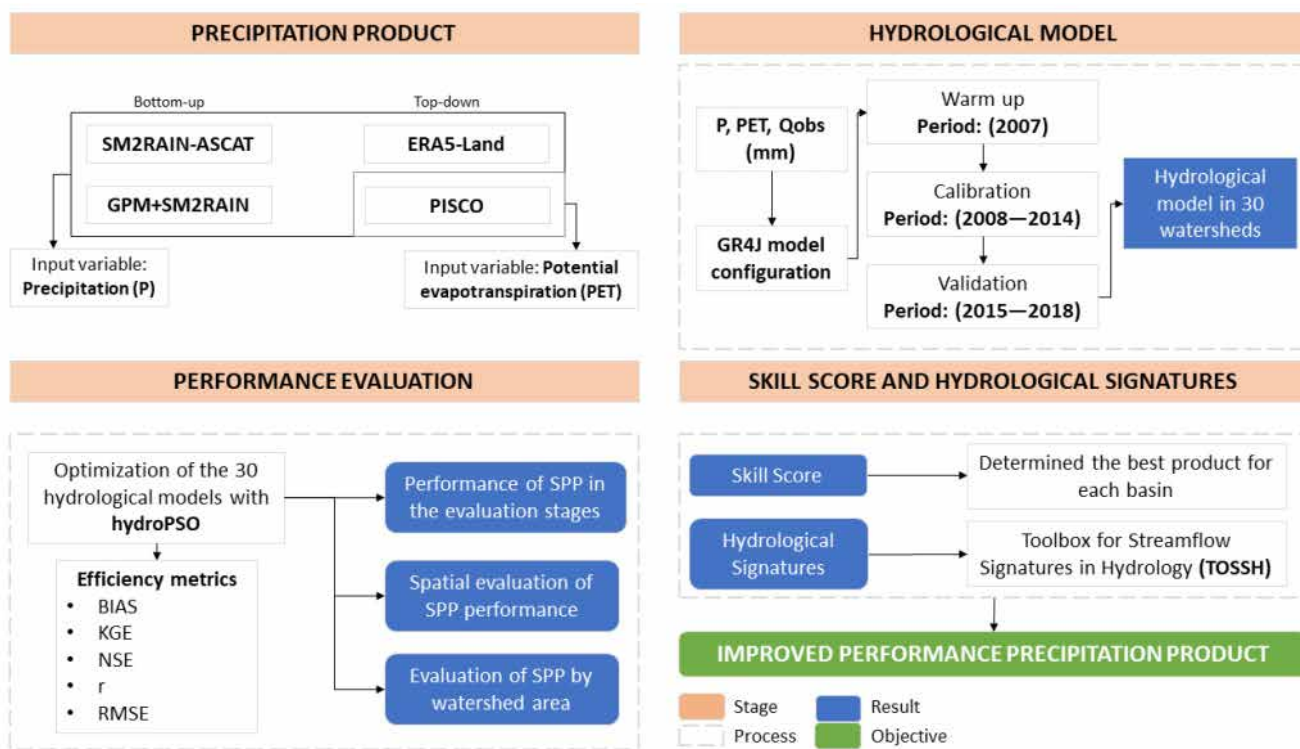 PRECIPITATION PRODUCT
Bottom-up
Top-down
SM2RAIN-ASCAT
ERA5-Land
GPM+SM2RAIN
PISCO
Input variable:
Precipitation (P)
Input variable: Potential
evapotranspiration (PET)
HYDROLOGICAL MODEL
P, PET, Qobs
(mm)
GR4J model
configuration
Warm up
Period: (2007)
Calibration
Period: (2008—2014)
Validation
Period: (2015—2018)
Hydrological
model in 30
watersheds
PERFORMANCE EVALUATION
Optimization of the 30
hydrological models with
hydroPSO
Efficiency metrics
• BIAS
• KGE
• NSE
• r
• RMSE
Performance of SPP in
the evaluation stages
Spatial evaluation of
SPP performance
Evaluation of SPP by
watershed area
SKILL SCORE AND HYDROLOGICAL SIGNATURES
Skill Score
Determined the best product for
each basin
Hydrological
Signatures
Toolbox for Streamflow
Signatures in Hydrology (TOSSH)
IMPROVED PERFORMANCE PRECIPITATION PRODUCT
Stage
Result
Process
Objective